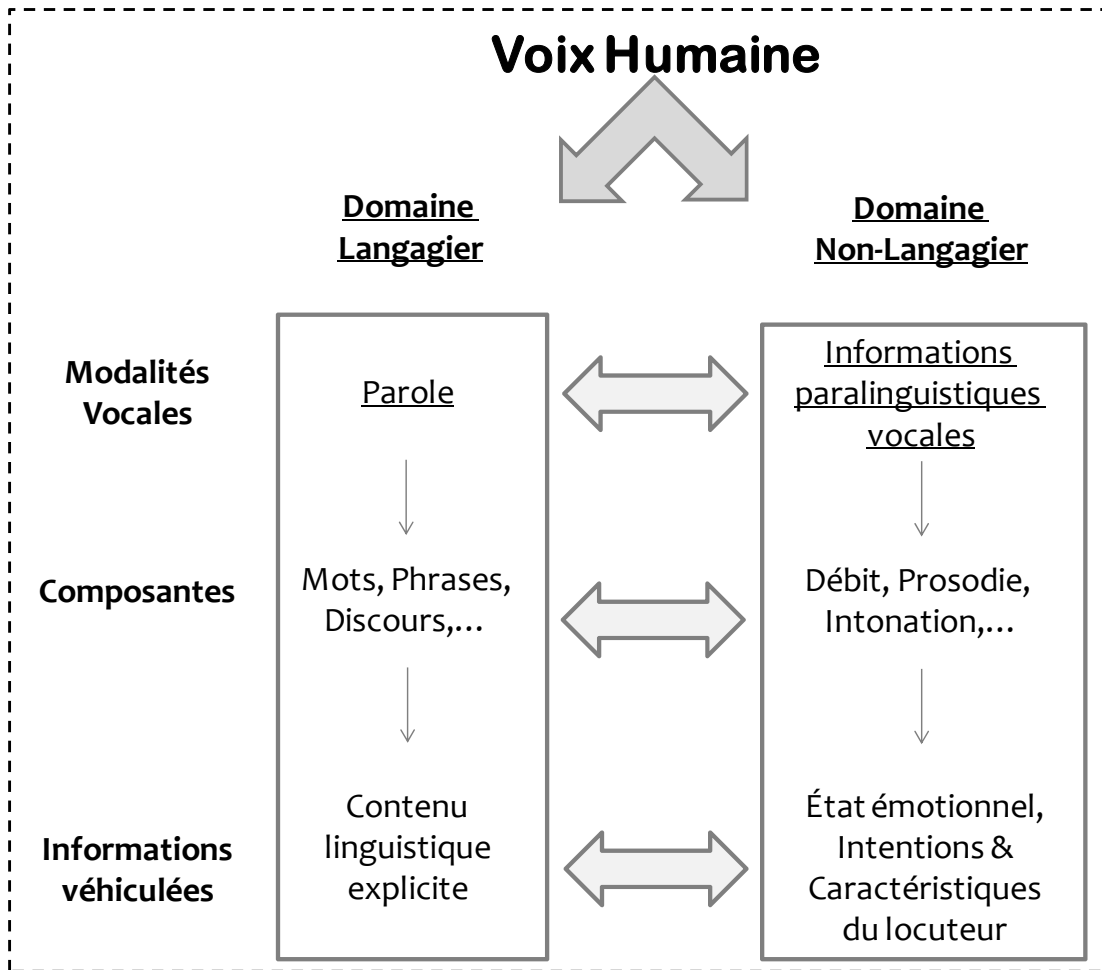 Voix Humaine
Domaine
Langagier
Domaine
Non-Langagier
Modalités
Vocales
Parole
Informations
paralinguistiques
vocales
Composantes
Mots, Phrases,
Discours,…
Débit, Prosodie,
Intonation,…
Informations
véhiculées
Contenu
linguistique
explicite
État émotionnel,
Intentions &
Caractéristiques
du locuteur